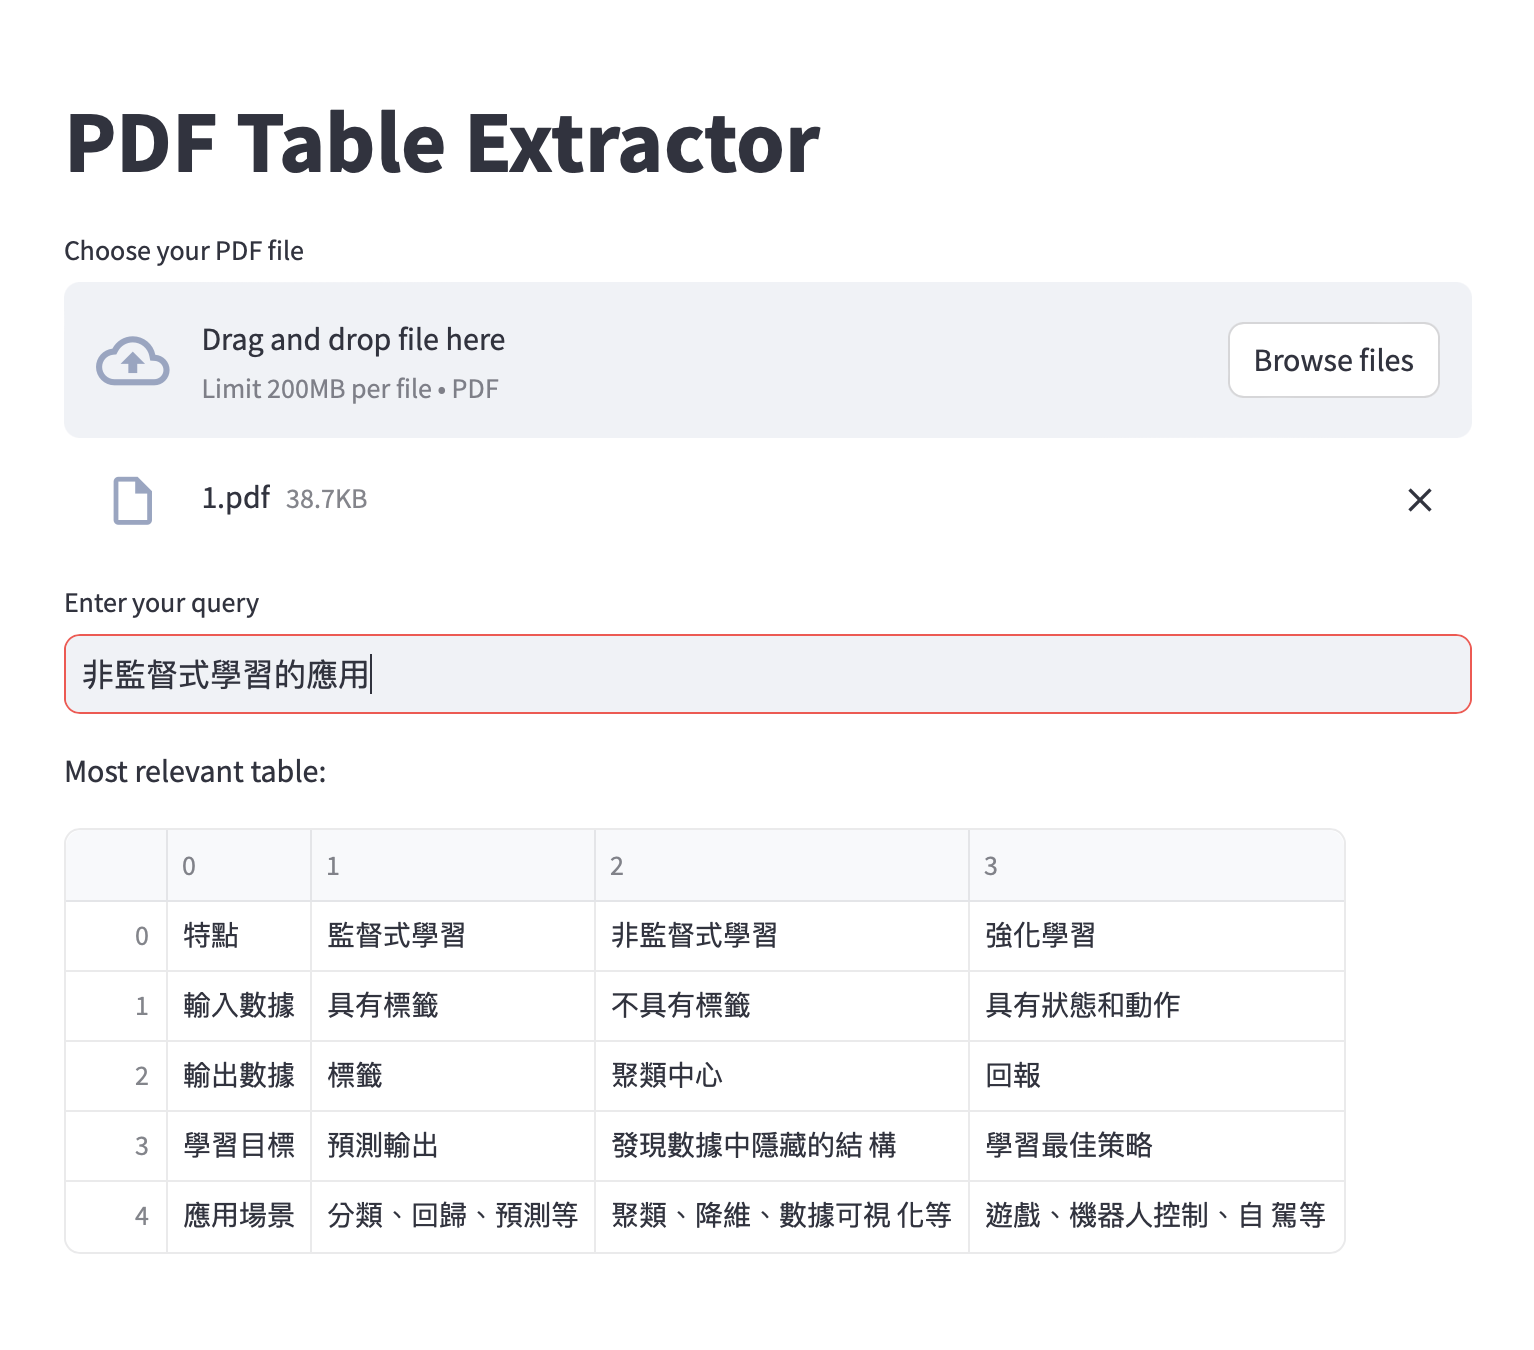 PDF Table Extractor
Choose your PDF file
Drag and drop file here
Limit 200MB per file • PDF
Browse files
1.pdf 38.7KB
Enter your query
非監督式學習的應用
Most relevant table:
0 1 2 3
0 特點 監督式學習 非監督式學習 強化學習
1 輸入數據 具有標籤 不具有標籤 具有狀態和動作
2 輸出數據 標籤 聚類中心 回報
3 學習目標 預測輸出 發現數據中隱藏的結 構 學習最佳策略
4 應用場景 分類、回歸、預測等 聚類、降維、數據可視 化等 遊戲、機器人控制、自 駕等